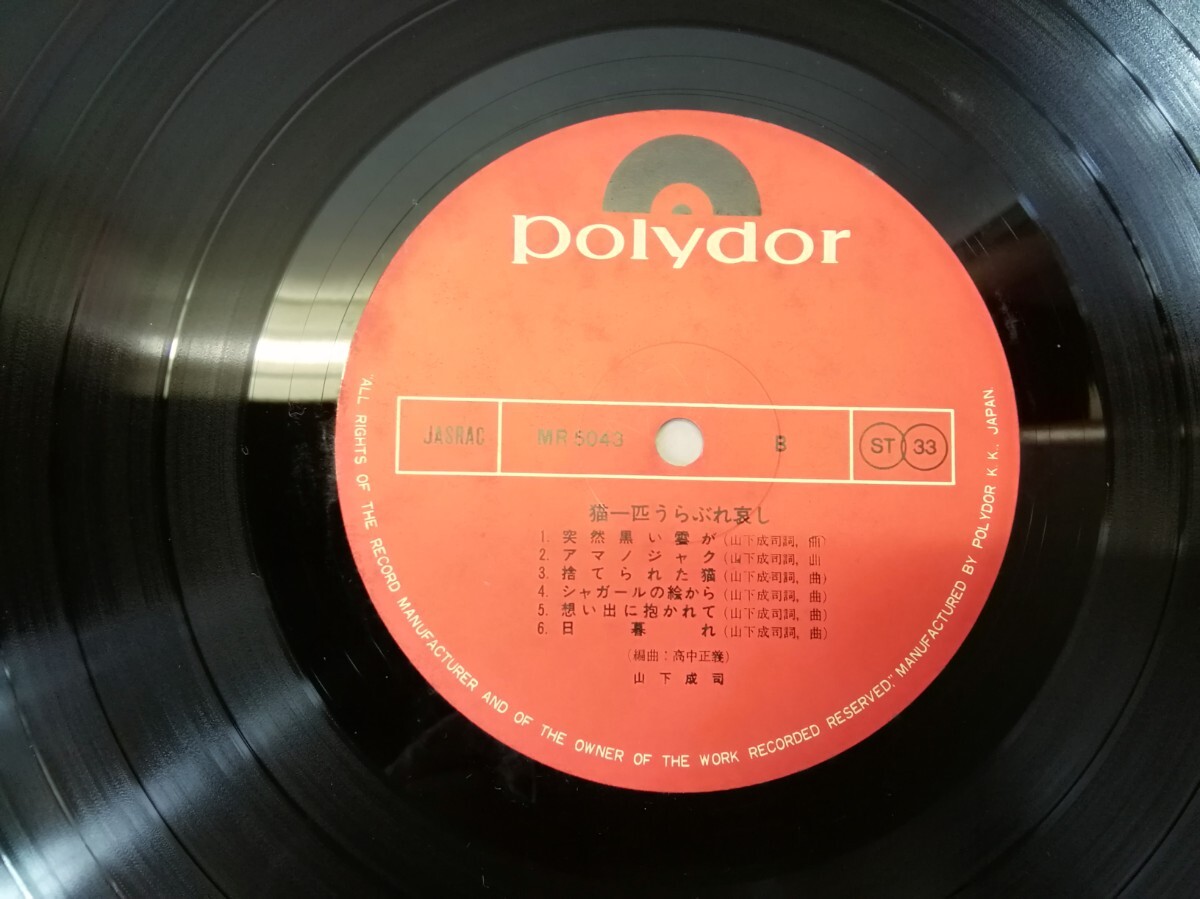 polydor
JASRAC MR 5043 B ST 33
猫一匹うらぶれ哀し
1. 突然黒い雲が (山下成司詞, 曲)
2. アマノジャク (山下成司詞, 曲
3. 捨てられた猫 (山下成司詞, 曲)
4. シャガールの絵から (山下成司詞, 曲)
5. 想い出に抱かれて (山下成司詞, 曲)
6. 日暮れ (山下成司詞, 曲)
(編曲:高中正義)
山下成司
"ALL RIGHTS OF THE RECORD MANUFACTURER AND OF THE OWNER OF THE WORK RECORDED RESERVED." MANUFACTURED BY POLYDOR K.K., JAPAN